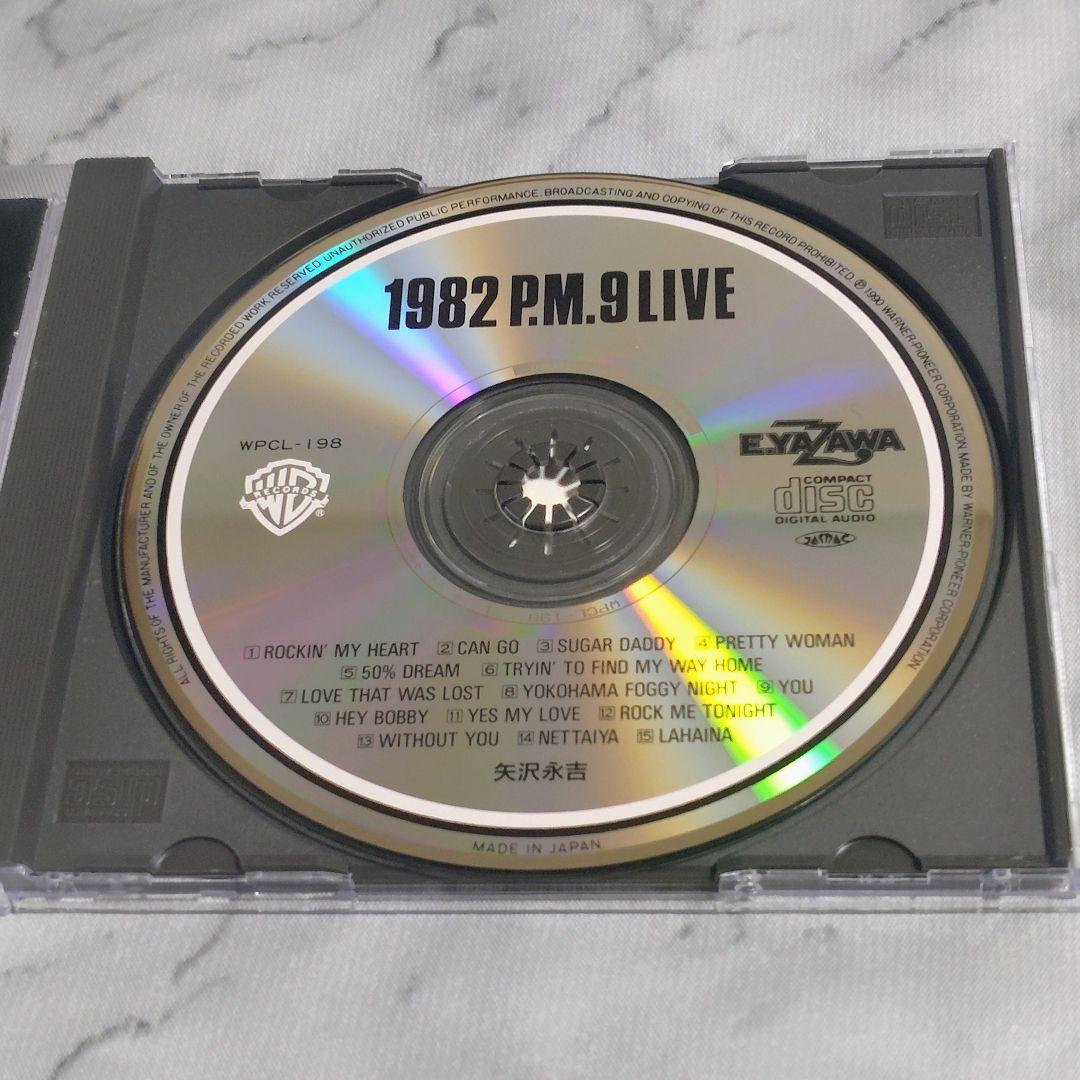 ALL RIGHTS OF THE MANUFACTURER AND OF THE OWNER OF THE RECORDED WORK RESERVED. UNAUTHORIZED PUBLIC PERFORMANCE. BROADCASTING AND COPYING OF THIS RECORD PROHIBITED ℗1990 WARNER-PIONEER CORPORATION. MADE BY WARNER-PIONEER CORPORATION.
1982 P.M.9 LIVE
WPCL-198
RECORDS
®
E.YAZAWA
COMPACT
disc
DIGITAL AUDIO
JASRAC
WPCL-198
1 ROCKIN' MY HEART 2 CAN GO 3 SUGAR DADDY 4 PRETTY WOMAN
5 50% DREAM 6 TRYIN' TO FIND MY WAY HOME
7 LOVE THAT WAS LOST 8 YOKOHAMA FOGGY NIGHT 9 YOU
10 HEY BOBBY 11 YES MY LOVE 12 ROCK ME TONIGHT
13 WITHOUT YOU 14 NETTAIYA 15 LAHAINA
矢沢永吉
MADE IN JAPAN